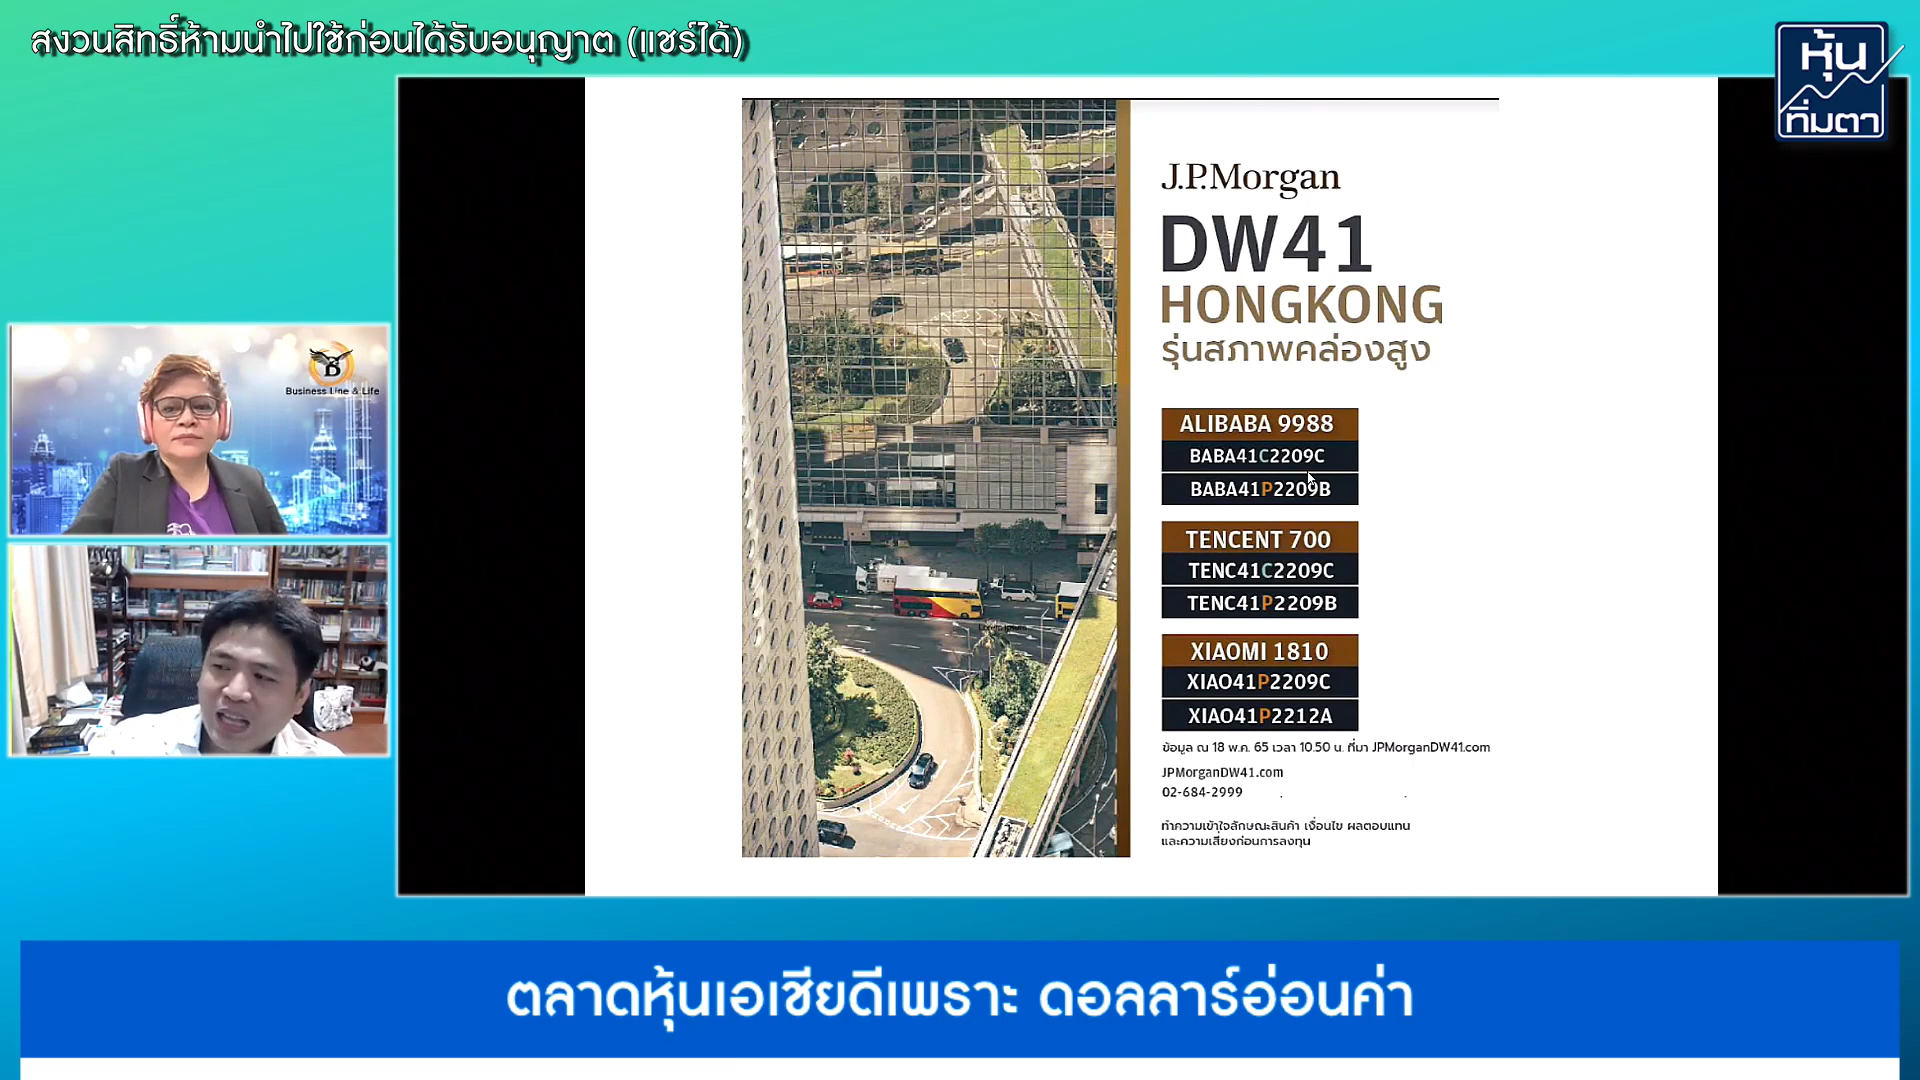 สงวนสิทธิ์ห้ามนำไปใช้ก่อนได้รับอนุญาต (แชร์ได้)
หุ้น
ทิ่มตา
B
Business Line & Life
J.P.Morgan
DW41
HONGKONG
รุ่นสภาพคล่องสูง
ALIBABA 9988
BABA41C2209C
BABA41P2209B
TENCENT 700
TENC41C2209C
TENC41P2209B
XIAOMI 1810
XIAO41P2209C
XIAO41P2212A
ข้อมูล ณ 18 พ.ค. 65 เวลา 10.50 น. ที่มา JPMorganDW41.com
JPMorganDW41.com
02-684-2999
ทำความเข้าใจลักษณะสินค้า เงื่อนไข ผลตอบแทน
และความเสี่ยงก่อนการลงทุน
ตลาดหุ้นเอเชียดีเพราะ ดอลลาร์อ่อนค่า